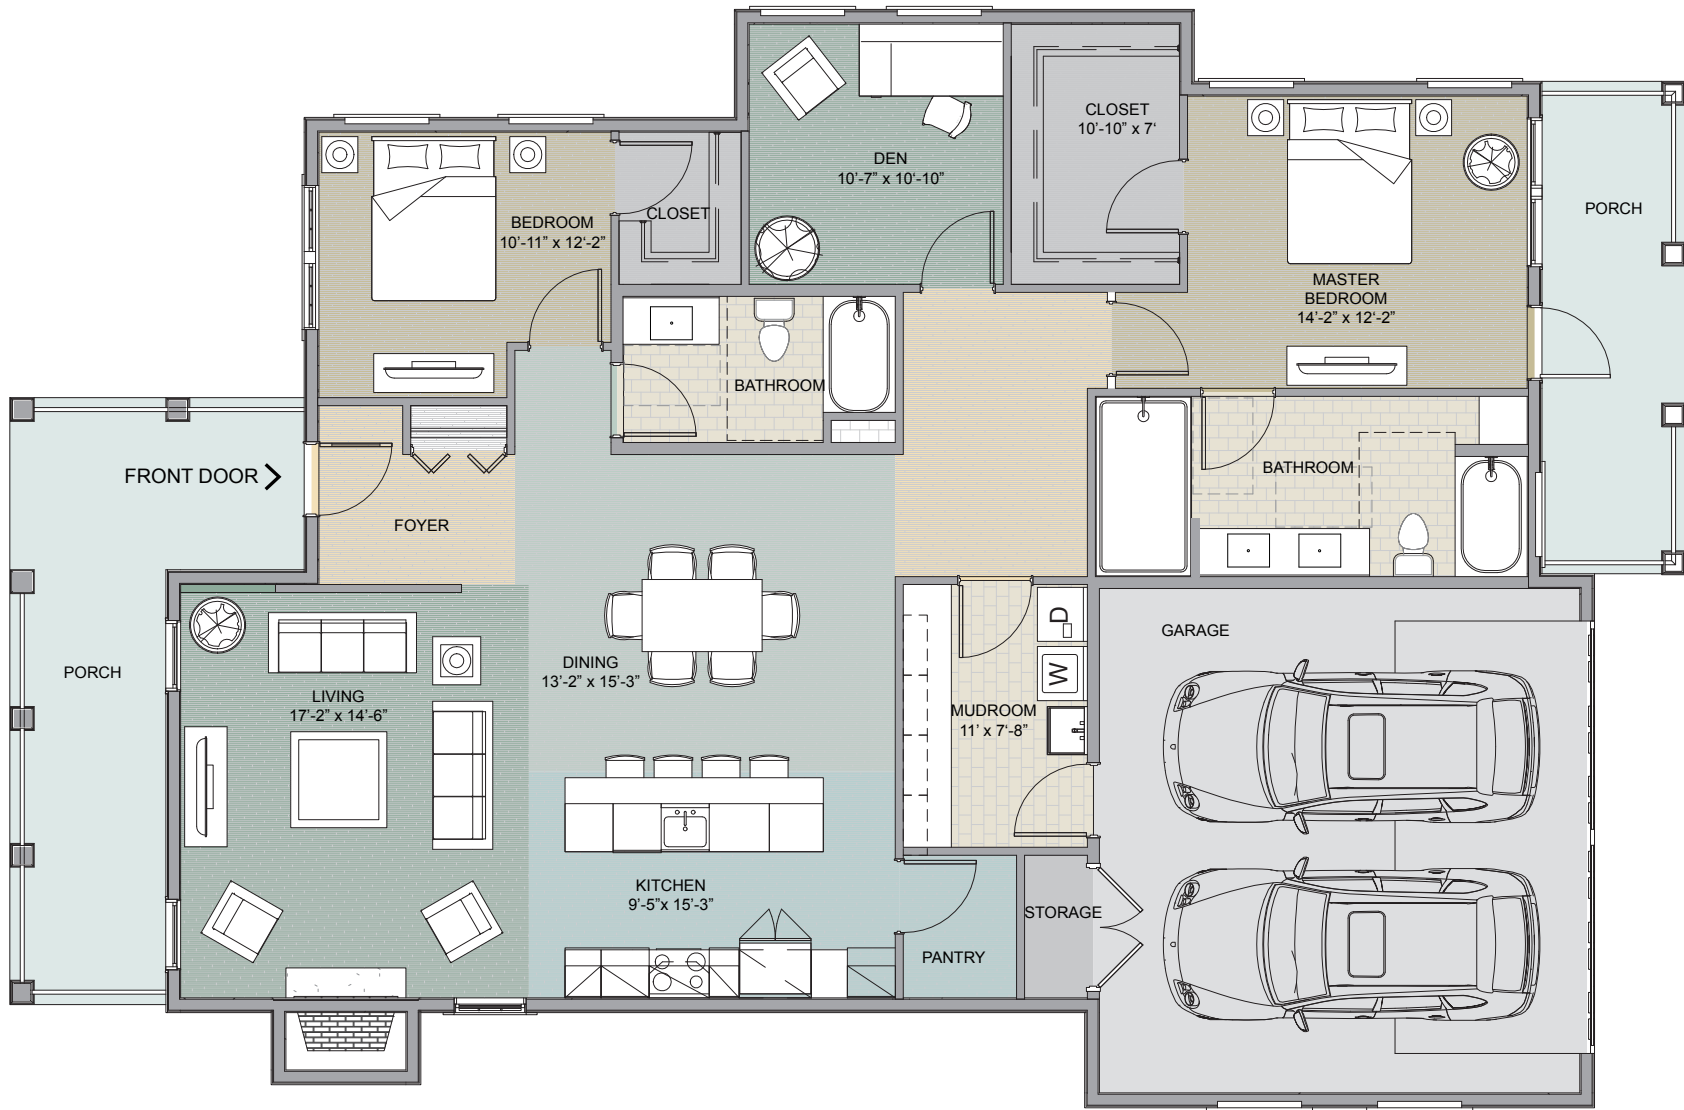 CLOSET
10'-10" x 7'
DEN
10'-7" x 10'-10"
PORCH
CLOSET
BEDROOM
10'-11" x 12'-2"
MASTER
BEDROOM
14'-2" x 12'-2"
BATHROOM
FRONT DOOR
BATHROOM
FOYER
D
GARAGE
PORCH
DINING
13'-2" x 15'-3"
W
LIVING
17'-2" x 14'-6"
MUDROOM
11' x 7'-8"
KITCHEN
9'-5"x 15'-3"
STORAGE
PANTRY